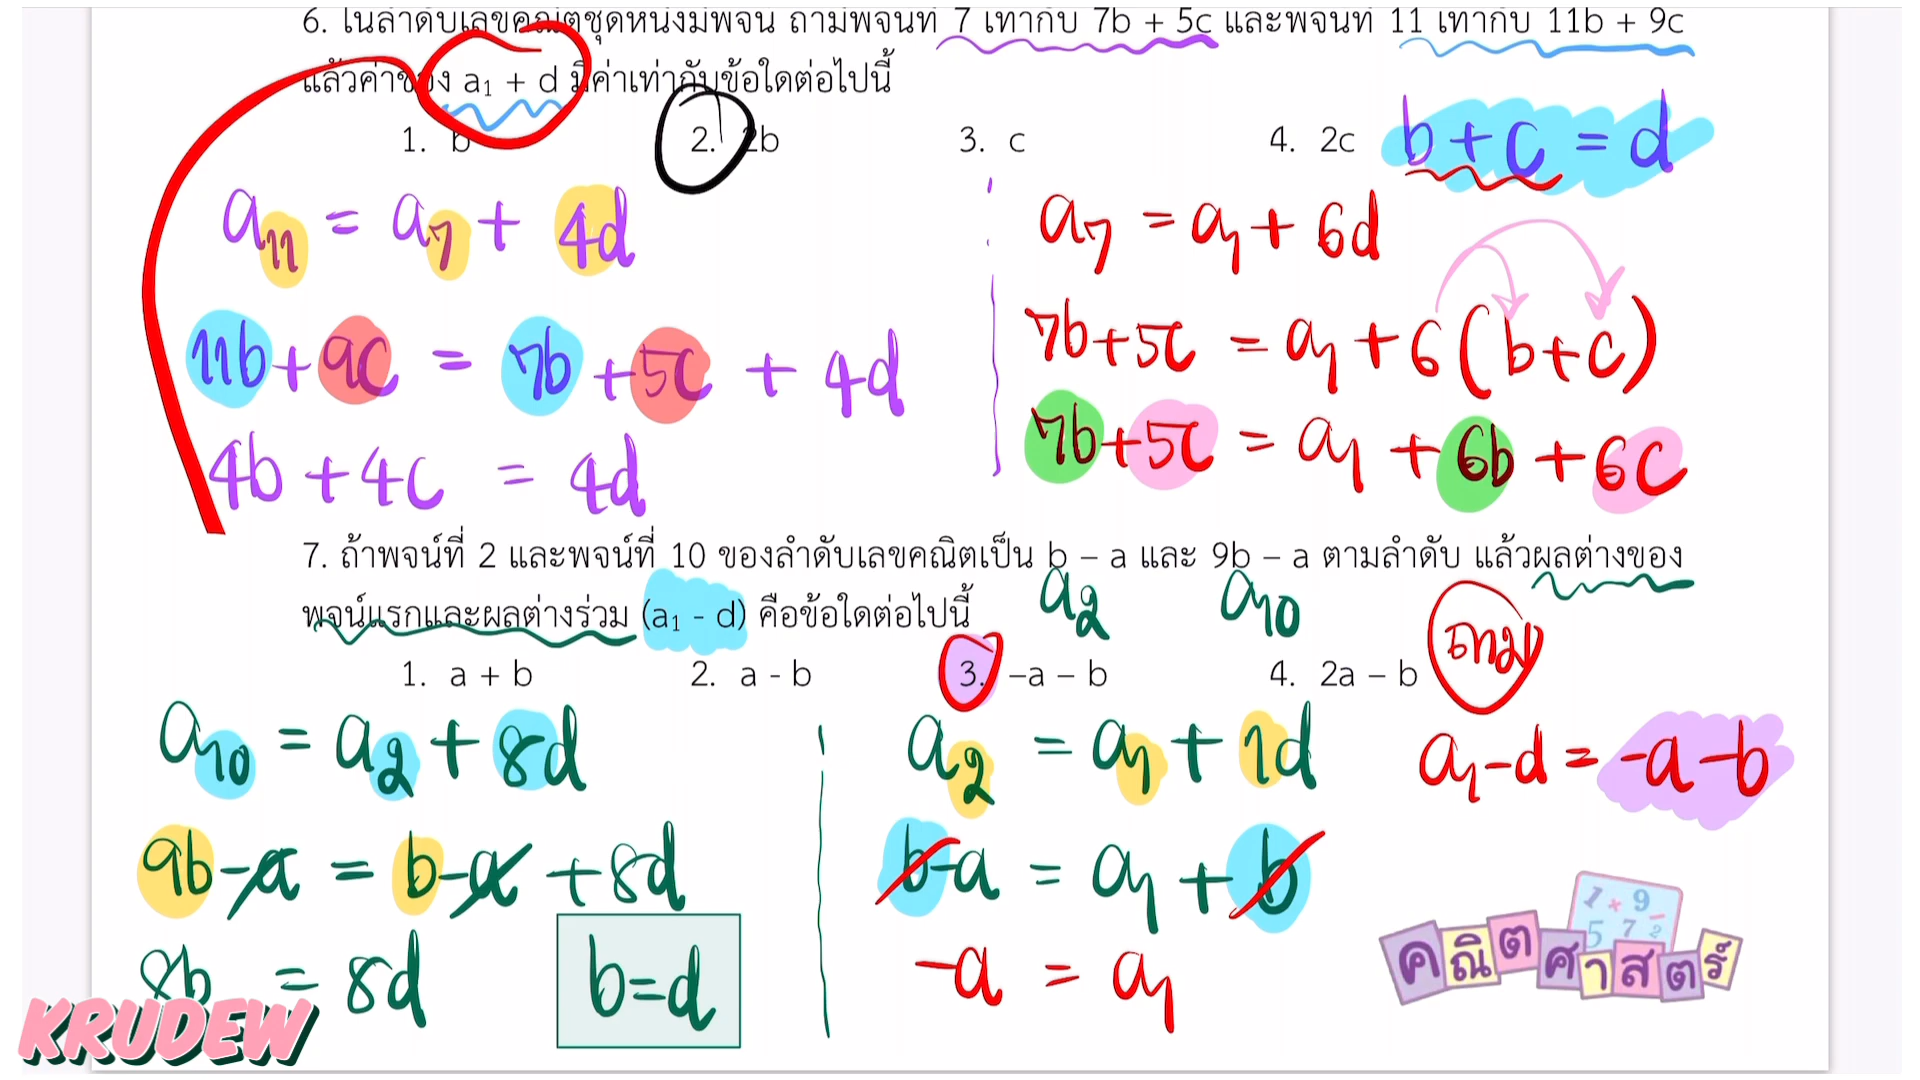 6. ในลำดับเลขคณิตชุดหนึ่งมีพจน์ ถ้ามีพจน์ที่ 7 เท่ากับ 7b + 5c และพจน์ที่ 11 เท่ากับ 11b + 9c
แล้วค่าของ a₁ + d มีค่าเท่ากับข้อใดต่อไปนี้
1. b 2. 2b 3. c 4. 2c
b + c = d
a₁₁ = a₇ + 4d
11b + 9c = 7b + 5c + 4d
4b + 4c = 4d
a₇ = a₁ + 6d
7b + 5c = a₁ + 6(b + c)
7b + 5c = a₁ + 6b + 6c
7. ถ้าพจน์ที่ 2 และพจน์ที่ 10 ของลำดับเลขคณิตเป็น b – a และ 9b – a ตามลำดับ แล้วผลต่างของ
a₂ a₁₀
พจน์แรกและผลต่างร่วม (a₁ - d) คือข้อใดต่อไปนี้
ถาม
1. a + b 2. a - b 3. –a – b 4. 2a – b
a₁₀ = a₂ + 8d
9b - a = b - a + 8d
8b = 8d
b = d
a₂ = a₁ + 1d
b - a = a₁ + b
-a = a₁
a₁ - d = -a - b
1 × 9 –
5 7 2
คณิตศาสตร์
KRUDEW